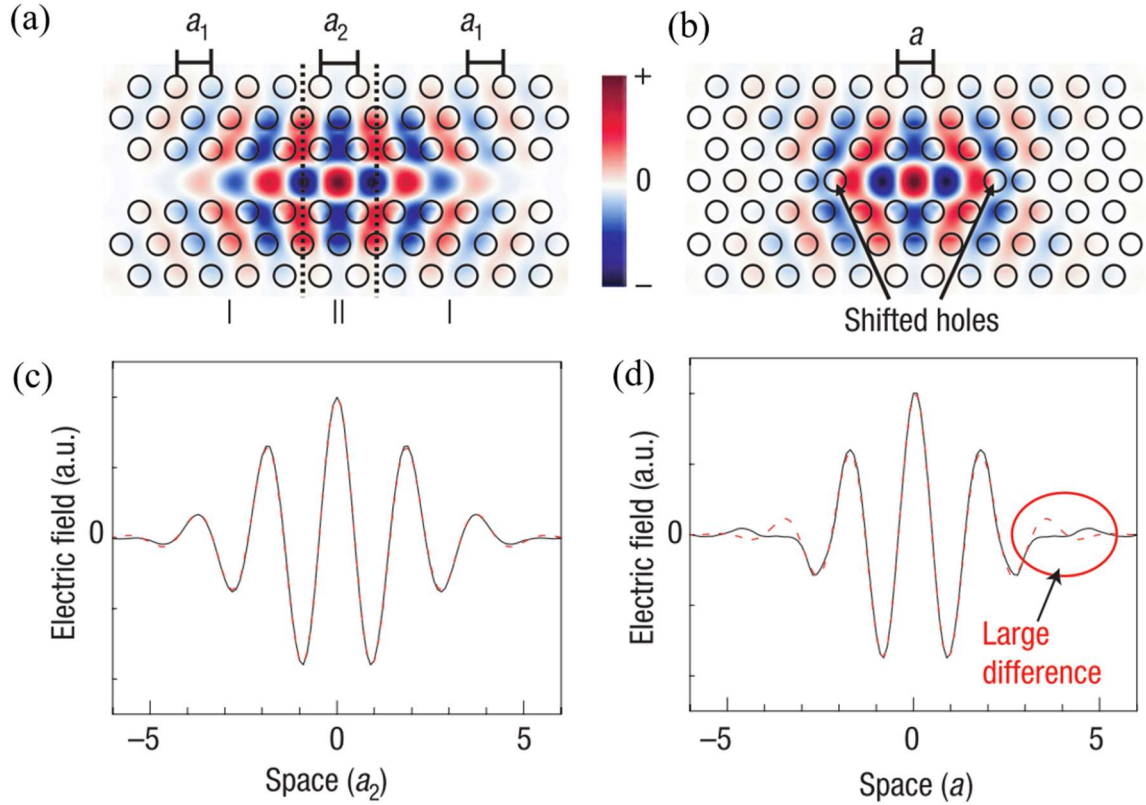 (a)
a₁ a₂ a₁
(b)
a
+
0
−
I II I
Shifted holes
(c)
Electric field (a.u.)
0
−5 0 5
Space (a₂)
(d)
Electric field (a.u.)
0
Large
difference
−5 0 5
Space (a)